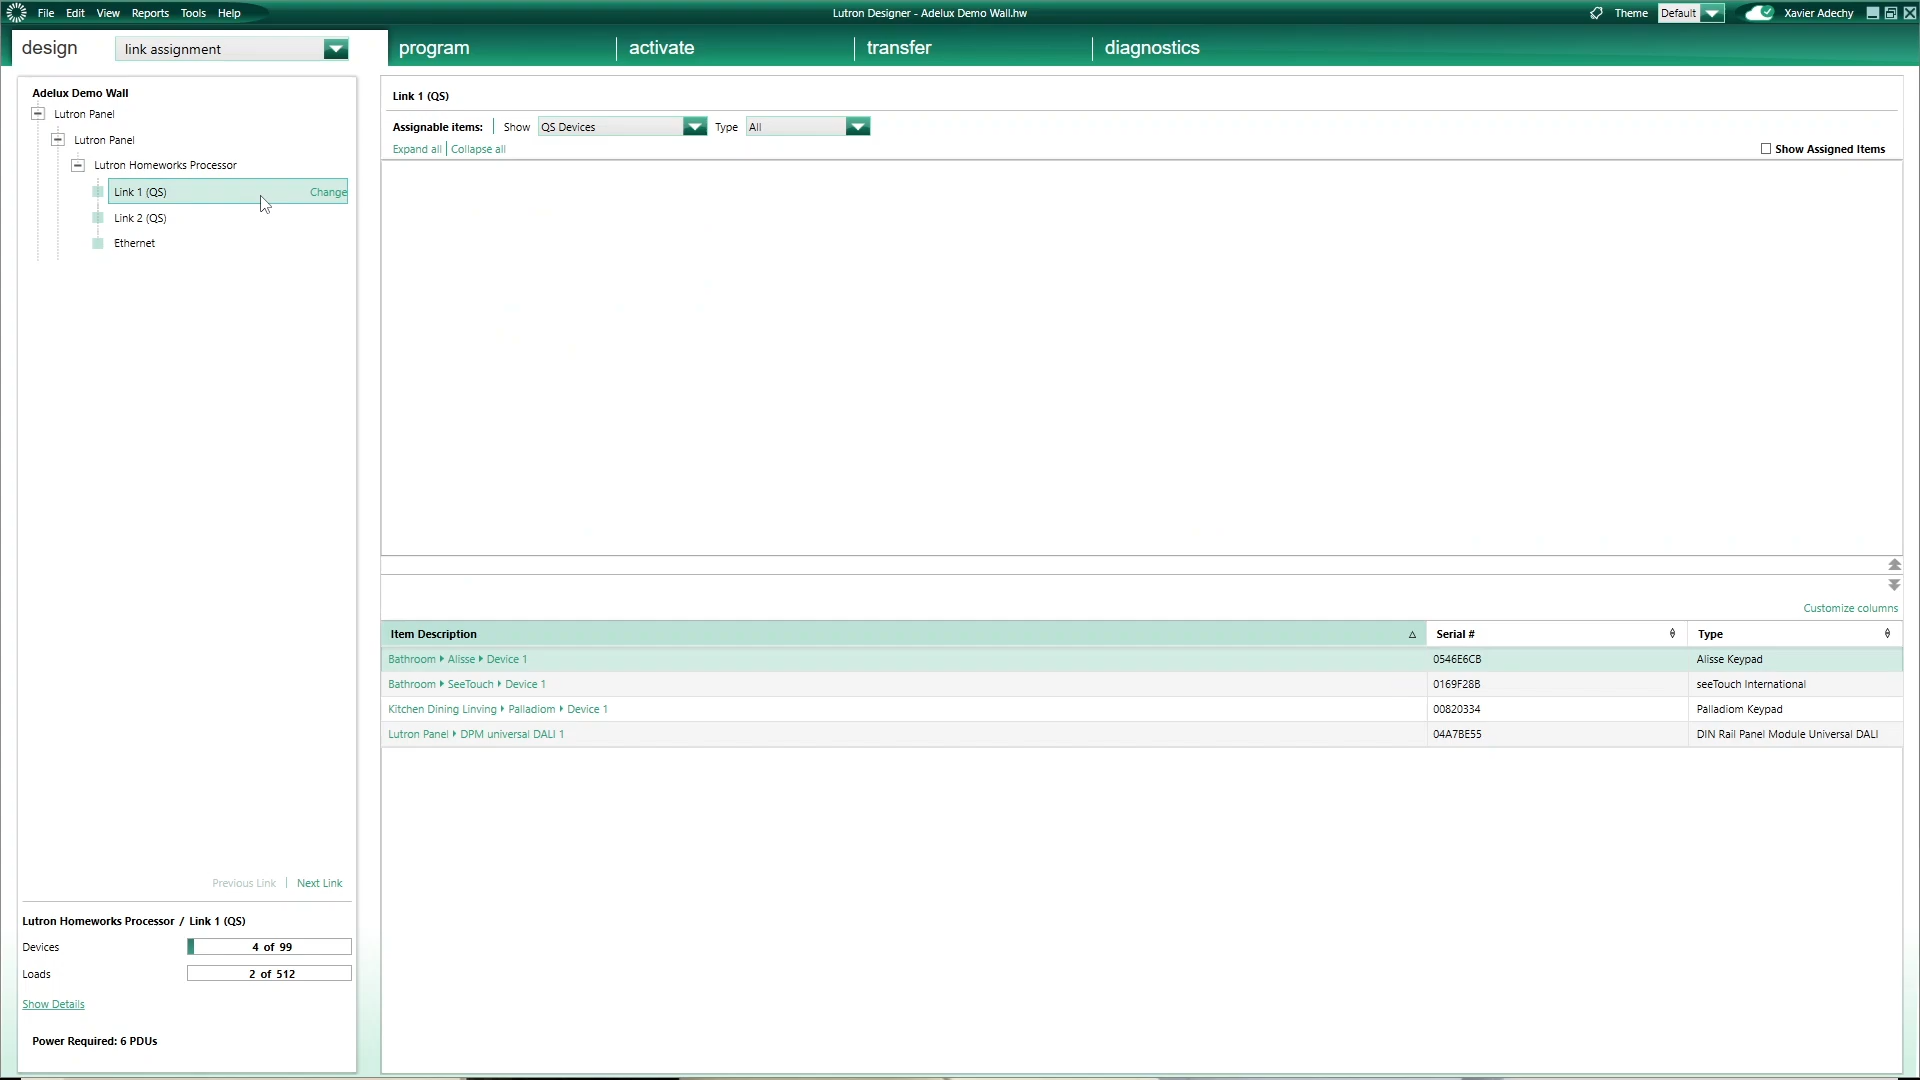 File Edit View Reports Tools Help
Lutron Designer - Adelux Demo Wall.hw
Theme Default Xavier Adechy
design link assignment program activate transfer diagnostics
Adelux Demo Wall
Lutron Panel
Lutron Panel
Lutron Homeworks Processor
Link 1 (QS) Change
Link 2 (QS)
Ethernet
Previous Link Next Link
Lutron Homeworks Processor / Link 1 (QS)
Devices 4 of 99
Loads 2 of 512
Show Details
Power Required: 6 PDUs
Link 1 (QS)
Assignable items: Show QS Devices Type All
Expand all Collapse all
Show Assigned Items
Customize columns
Item Description Serial # Type
Bathroom Alisse Device 1 0546E6CB Alisse Keypad
Bathroom SeeTouch Device 1 0169F28B seeTouch International
Kitchen Dining Linving Palladiom Device 1 00820334 Palladiom Keypad
Lutron Panel DPM universal DALI 1 04A7BE55 DIN Rail Panel Module Universal DALI